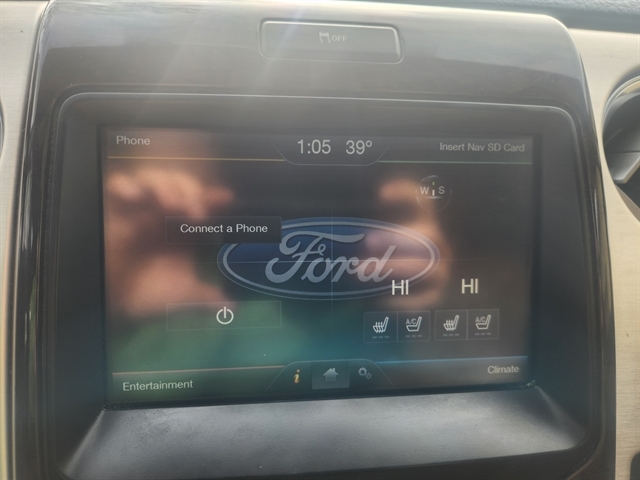 OFF
Phone
1:05 39°
Insert Nav SD Card
W S
Connect a Phone
Ford
HI HI
A/C A/C
i
Entertainment
Climate